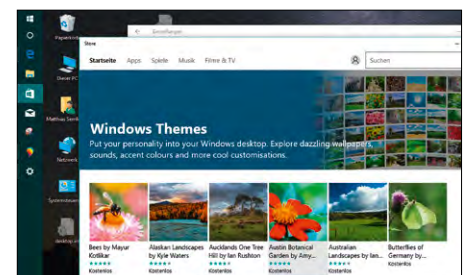 Papierkorb
Einstellungen
Store
Dieser PC
Startseite Apps Spiele Musik Filme & TV
Suchen
Netzwerk
Windows Themes
Put your personality into your Windows desktop. Explore dazzling wallpapers,
sounds, accent colours and more cool customisations.
Bees by Mayur
Kotlikar
Kostenlos
Alaskan Landscapes
by Kyle Waters
Kostenlos
Aucklands One Tree
Hill by Ian Rushton
Kostenlos
Austin Botanical
Garden by Amy...
Kostenlos
Australian
Landscapes by Ian...
Kostenlos
Butterflies of
Germany by...
Kostenlos